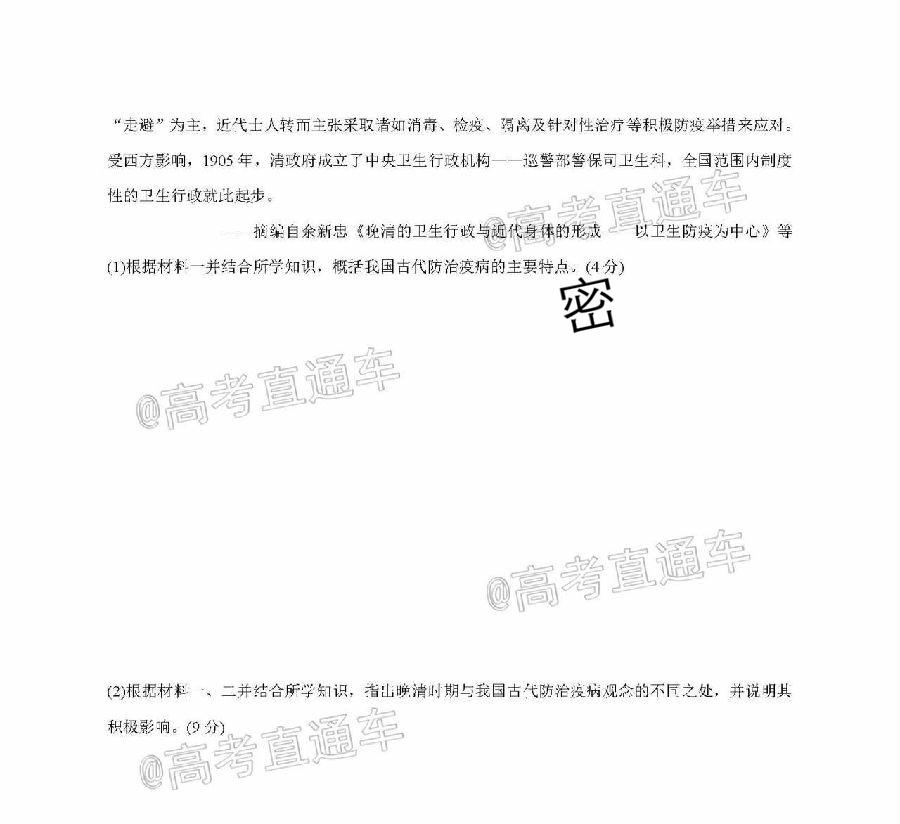 “走避”为主，近代士人转而主张采取诸如消毒、检疫、隔离及针对性治疗等积极防疫举措来应对。
受西方影响，1905 年，清政府成立了中央卫生行政机构——巡警部警保司卫生科，全国范围内制度
性的卫生行政就此起步。
@高考直通车
——摘编自余新忠《晚清的卫生行政与近代身体的形成——以卫生防疫为中心》等
(1)根据材料一并结合所学知识，概括我国古代防治疫病的主要特点。(4 分)
密
@高考直通车
@高考直通车
(2)根据材料一、二并结合所学知识，指出晚清时期与我国古代防治疫病观念的不同之处，并说明其
积极影响。(9 分)
@高考直通车